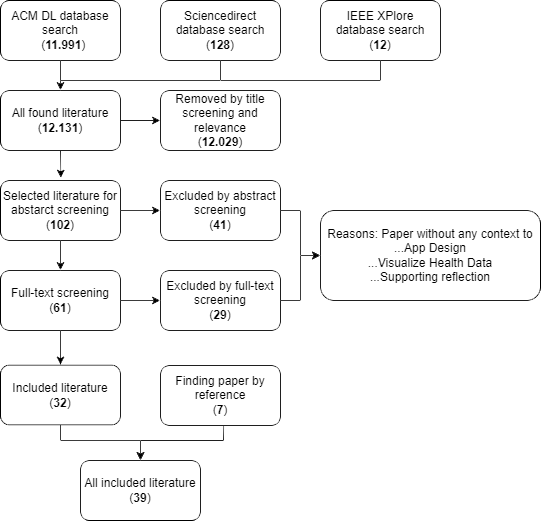 ACM DL database
search
(11.991)
Sciencedirect
database search
(128)
IEEE XPlore
database search
(12)
All found literature
(12.131)
Removed by title
screening and
relevance
(12.029)
Selected literature for
abstarct screening
(102)
Excluded by abstract
screening
(41)
Reasons: Paper without any context to
...App Design
...Visualize Health Data
...Supporting reflection
Full-text screening
(61)
Excluded by full-text
screening
(29)
Included literature
(32)
Finding paper by
reference
(7)
All included literature
(39)